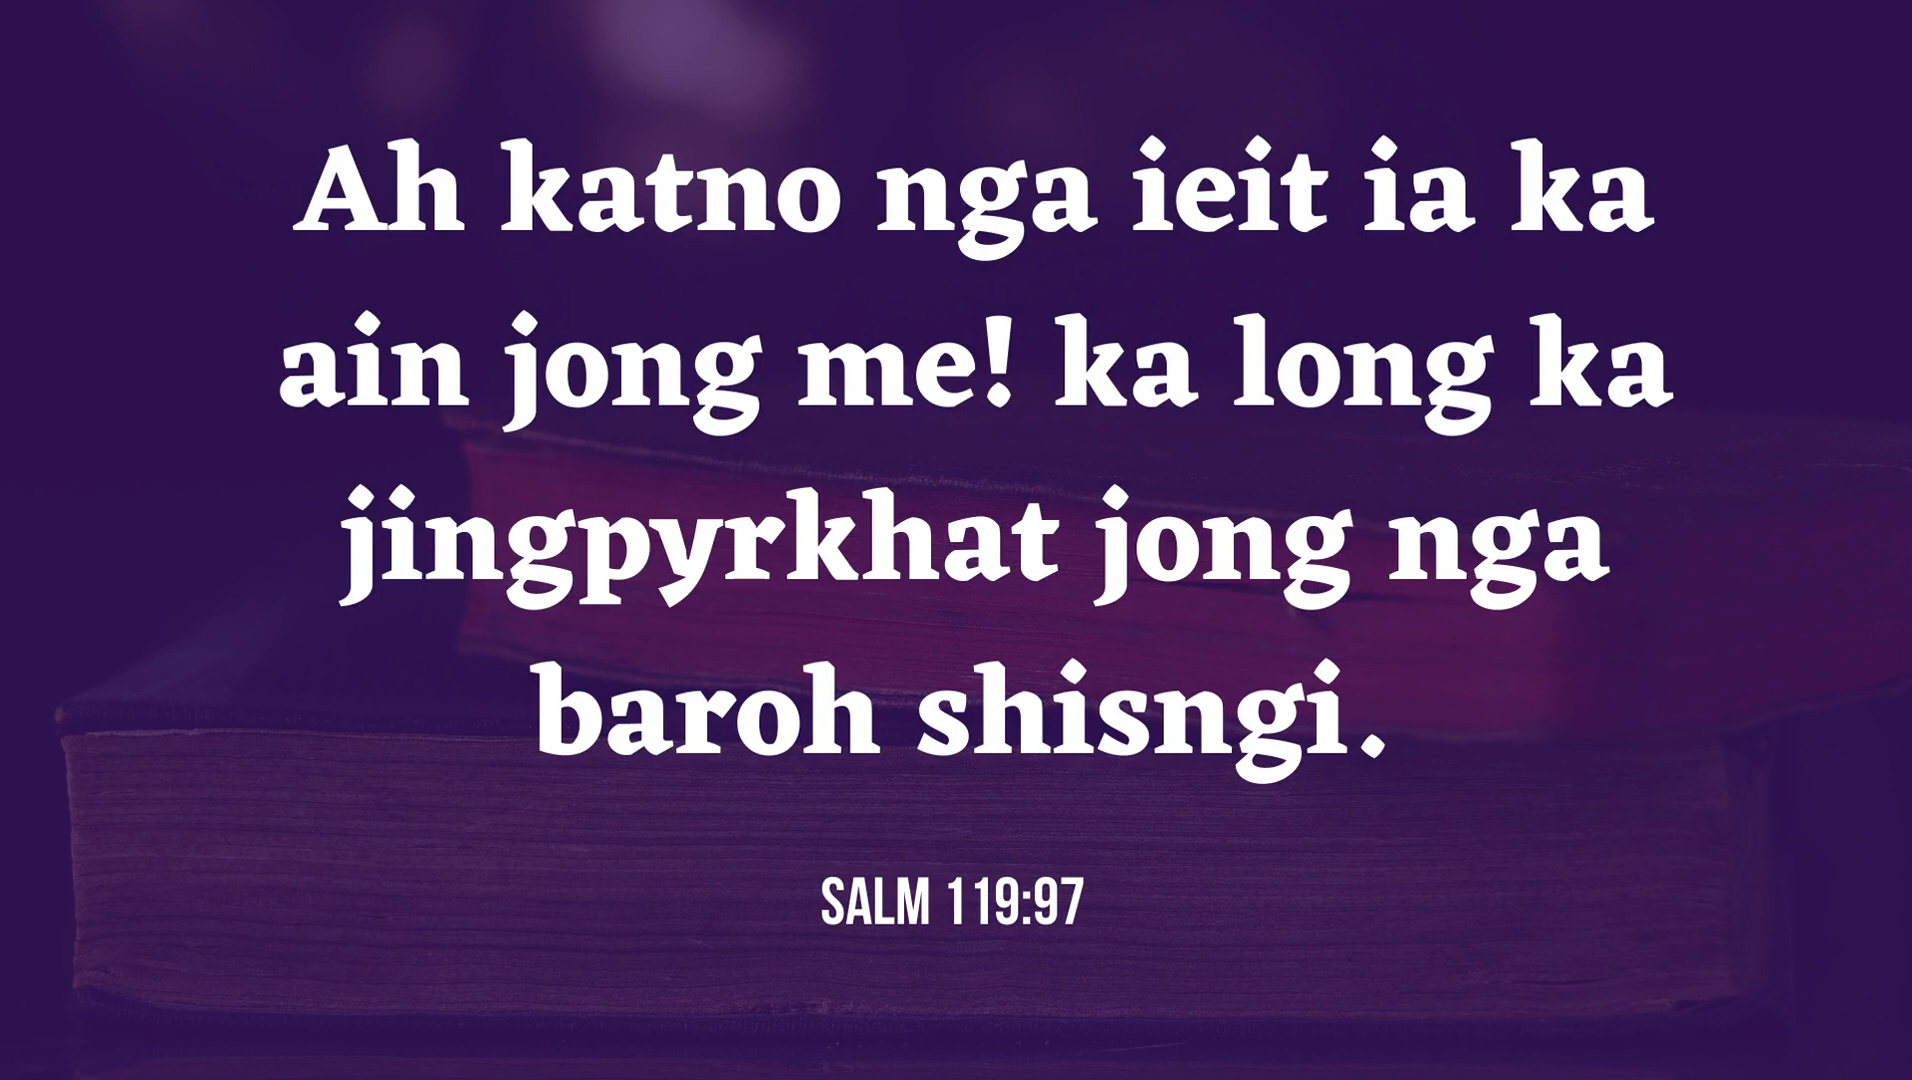 Ah katno nga ieit ia ka
ain jong me! ka long ka
jingpyrkhat jong nga
baroh shisngi.
SALM 119:97